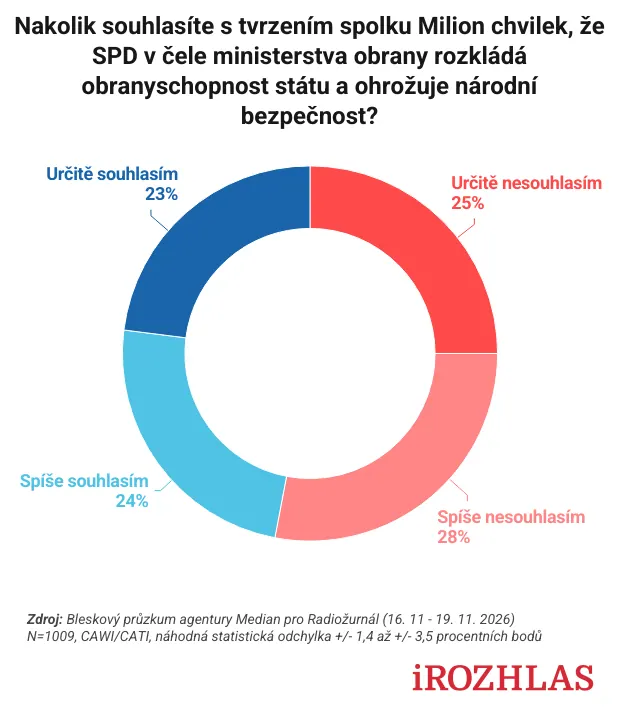 Nakolik souhlasíte s tvrzením spolku Milion chvilek, že
SPD v čele ministerstva obrany rozkládá
obranyschopnost státu a ohrožuje národní
bezpečnost?
Určitě souhlasím
23%
Určitě nesouhlasím
25%
Spíše souhlasím
24%
Spíše nesouhlasím
28%
Zdroj: Bleskový průzkum agentury Median pro Radiožurnál (16. 11 - 19. 11. 2026)
N=1009, CAWI/CATI, náhodná statistická odchylka +/- 1,4 až +/- 3,5 procentních bodů
iROZHLAS